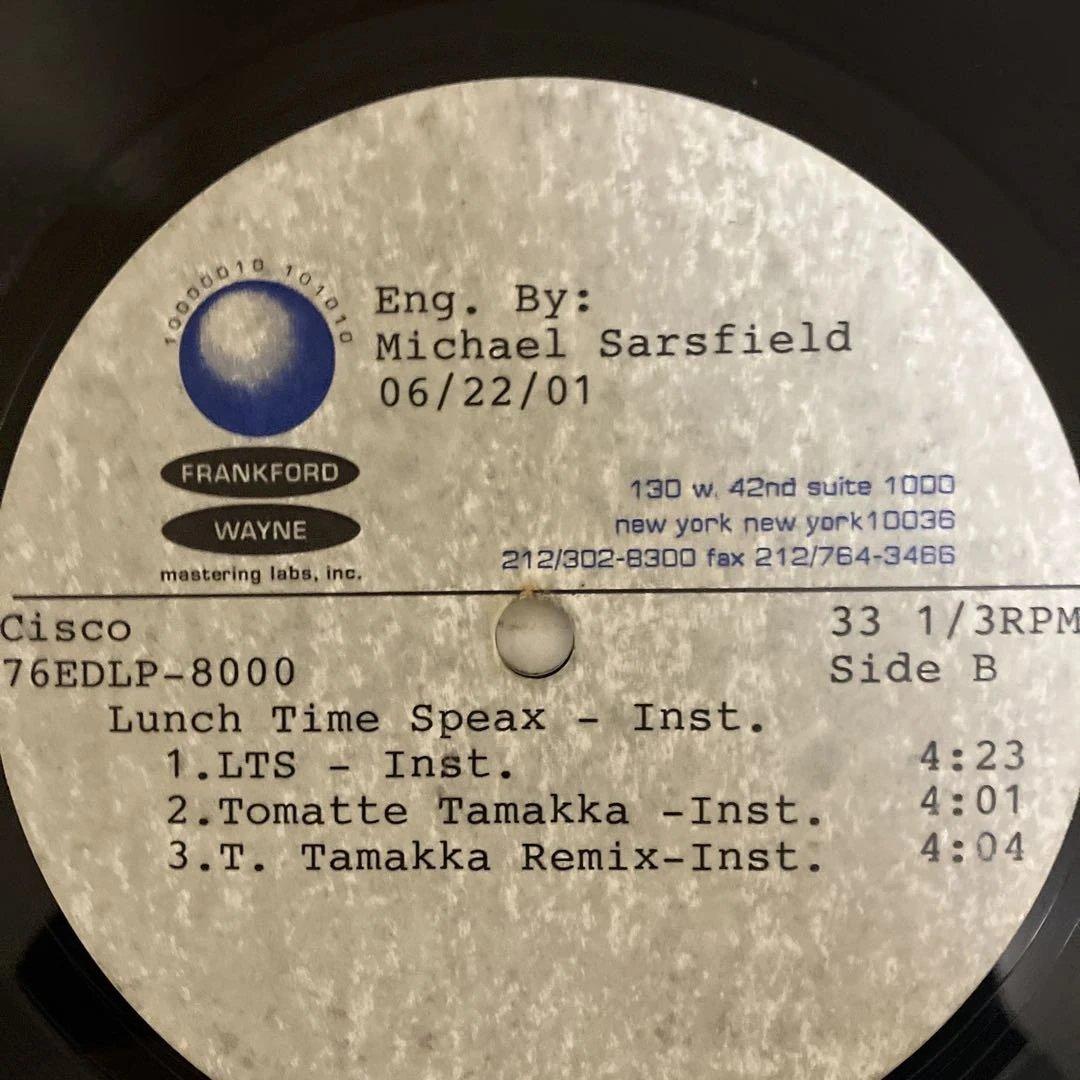 10000010 101010
Eng. By:
Michael Sarsfield
06/22/01
FRANKFORD
WAYNE
mastering labs, inc.
130 w. 42nd suite 1000
new york new york10036
212/302-8300 fax 212/764-3466
Cisco
76EDLP-8000
33 1/3RPM
Side B
Lunch Time Speax - Inst.
1.LTS - Inst. 4:23
2.Tomatte Tamakka -Inst. 4:01
3.T. Tamakka Remix-Inst. 4:04